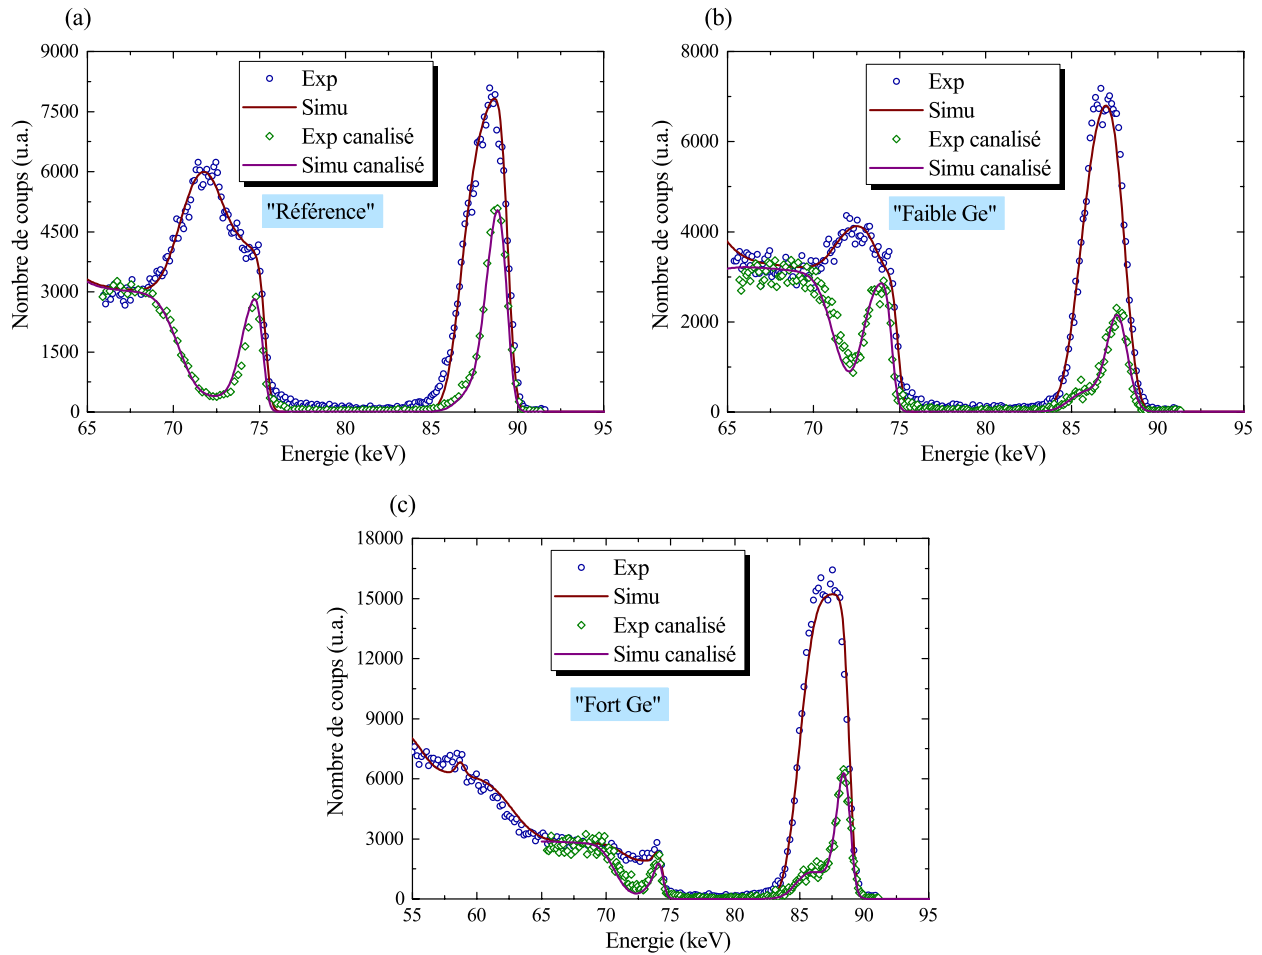 (a)
9000
7500
6000
4500
3000
1500
0
Nombre de coups (u.a.)
Exp
Simu
Exp canalisé
Simu canalisé
"Référence"
65 70 75 80 85 90 95
Energie (keV)
(b)
8000
6000
4000
2000
0
Nombre de coups (u.a.)
Exp
Simu
Exp canalisé
Simu canalisé
"Faible Ge"
65 70 75 80 85 90 95
Energie (keV)
(c)
18000
15000
12000
9000
6000
3000
0
Nombre de coups (u.a.)
Exp
Simu
Exp canalisé
Simu canalisé
"Fort Ge"
55 60 65 70 75 80 85 90 95
Energie (keV)